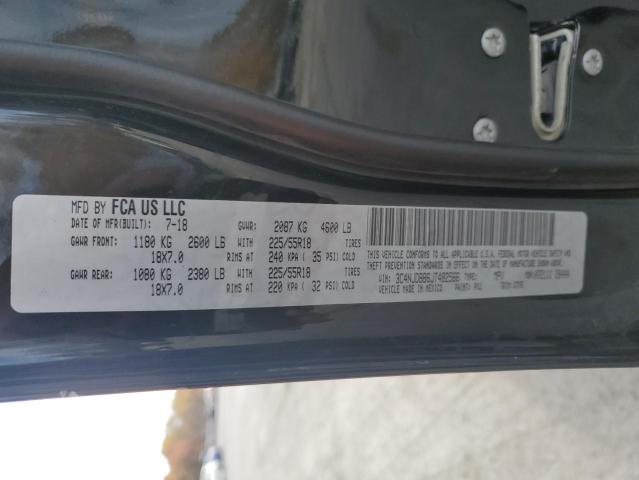 MFD BY FCA US LLC
DATE OF MFR(BUILT): 7-18 GVWR: 2087 KG 4600 LB
GAWR FRONT: 1180 KG 2600 LB WITH 225/55R18 TIRES
18X7.0 RIMS AT 240 KPA ( 35 PSI) COLD
GAWR REAR: 1080 KG 2380 LB WITH 225/55R18 TIRES
18X7.0 RIMS AT 220 KPA ( 32 PSI) COLD
THIS VEHICLE CONFORMS TO ALL APPLICABLE U.S.A. FEDERAL MOTOR VEHICLE SAFETY AND
THEFT PREVENTION STANDARDS IN EFFECT ON THE DATE OF MANUFACTURE SHOWN ABOVE.
VIN: TYPE: MPV
VEHICLE MADE IN MEXICO PAINT: TRIM: